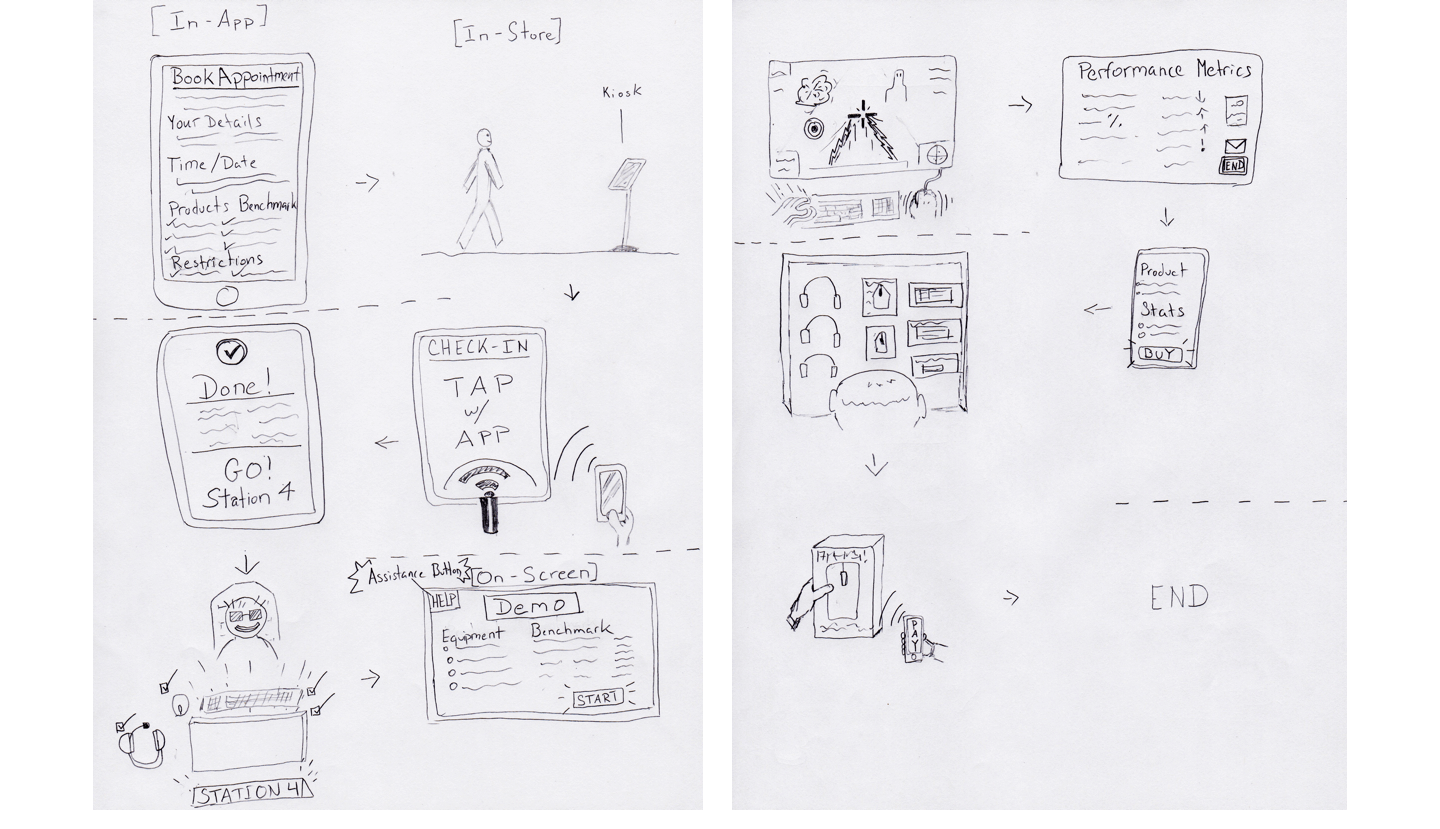 [In-App]
[In-Store]
Book Appointment
Your Details
Time/Date
Products Benchmark
Restrictions
Kiosk
CHECK-IN
TAP
w/
APP
Done!
GO!
Station 4
STATION 4
Assistance Button
[On-Screen]
HELP
Demo
Equipment
Benchmark
START
Performance Metrics
%
!
END
Product
Stats
BUY
PAY
END